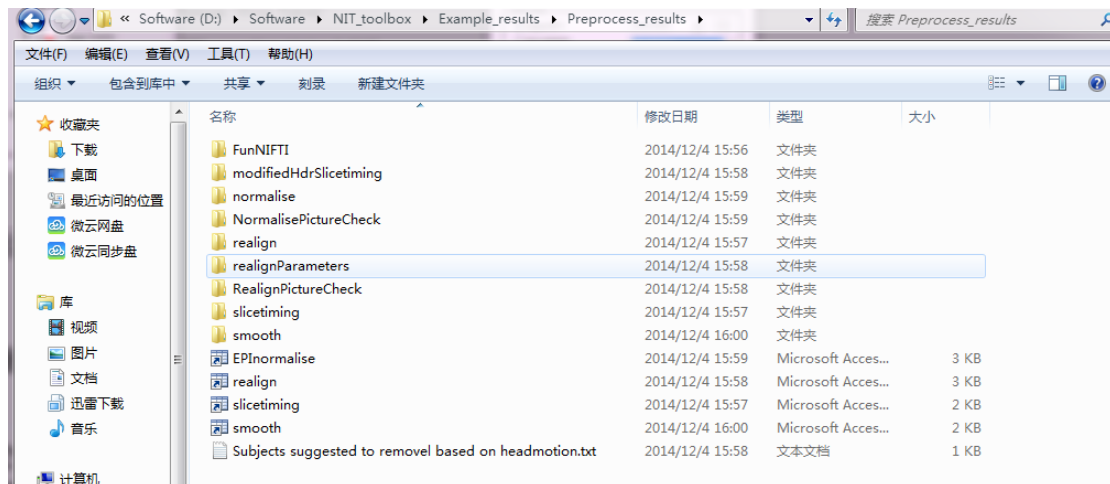 « Software (D:) ▸ Software ▸ NIT_toolbox ▸ Example_results ▸ Preprocess_results ▸ 搜索 Preprocess_results
文件(F) 编辑(E) 查看(V) 工具(T) 帮助(H)
组织 包含到库中 共享 刻录 新建文件夹
收藏夹
下载
桌面
最近访问的位置
微云网盘
微云同步盘
库
视频
图片
文档
迅雷下载
音乐
计算机
名称 修改日期 类型 大小
FunNIFTI 2014/12/4 15:56 文件夹
modifiedHdrSlicetiming 2014/12/4 15:58 文件夹
normalise 2014/12/4 15:59 文件夹
NormalisePictureCheck 2014/12/4 15:59 文件夹
realign 2014/12/4 15:57 文件夹
realignParameters 2014/12/4 15:58 文件夹
RealignPictureCheck 2014/12/4 15:58 文件夹
slicetiming 2014/12/4 15:57 文件夹
smooth 2014/12/4 16:00 文件夹
EPInormalise 2014/12/4 15:59 Microsoft Acces... 3 KB
realign 2014/12/4 15:58 Microsoft Acces... 3 KB
slicetiming 2014/12/4 15:57 Microsoft Acces... 2 KB
smooth 2014/12/4 16:00 Microsoft Acces... 2 KB
Subjects suggested to removel based on headmotion.txt 2014/12/4 15:58 文本文档 1 KB